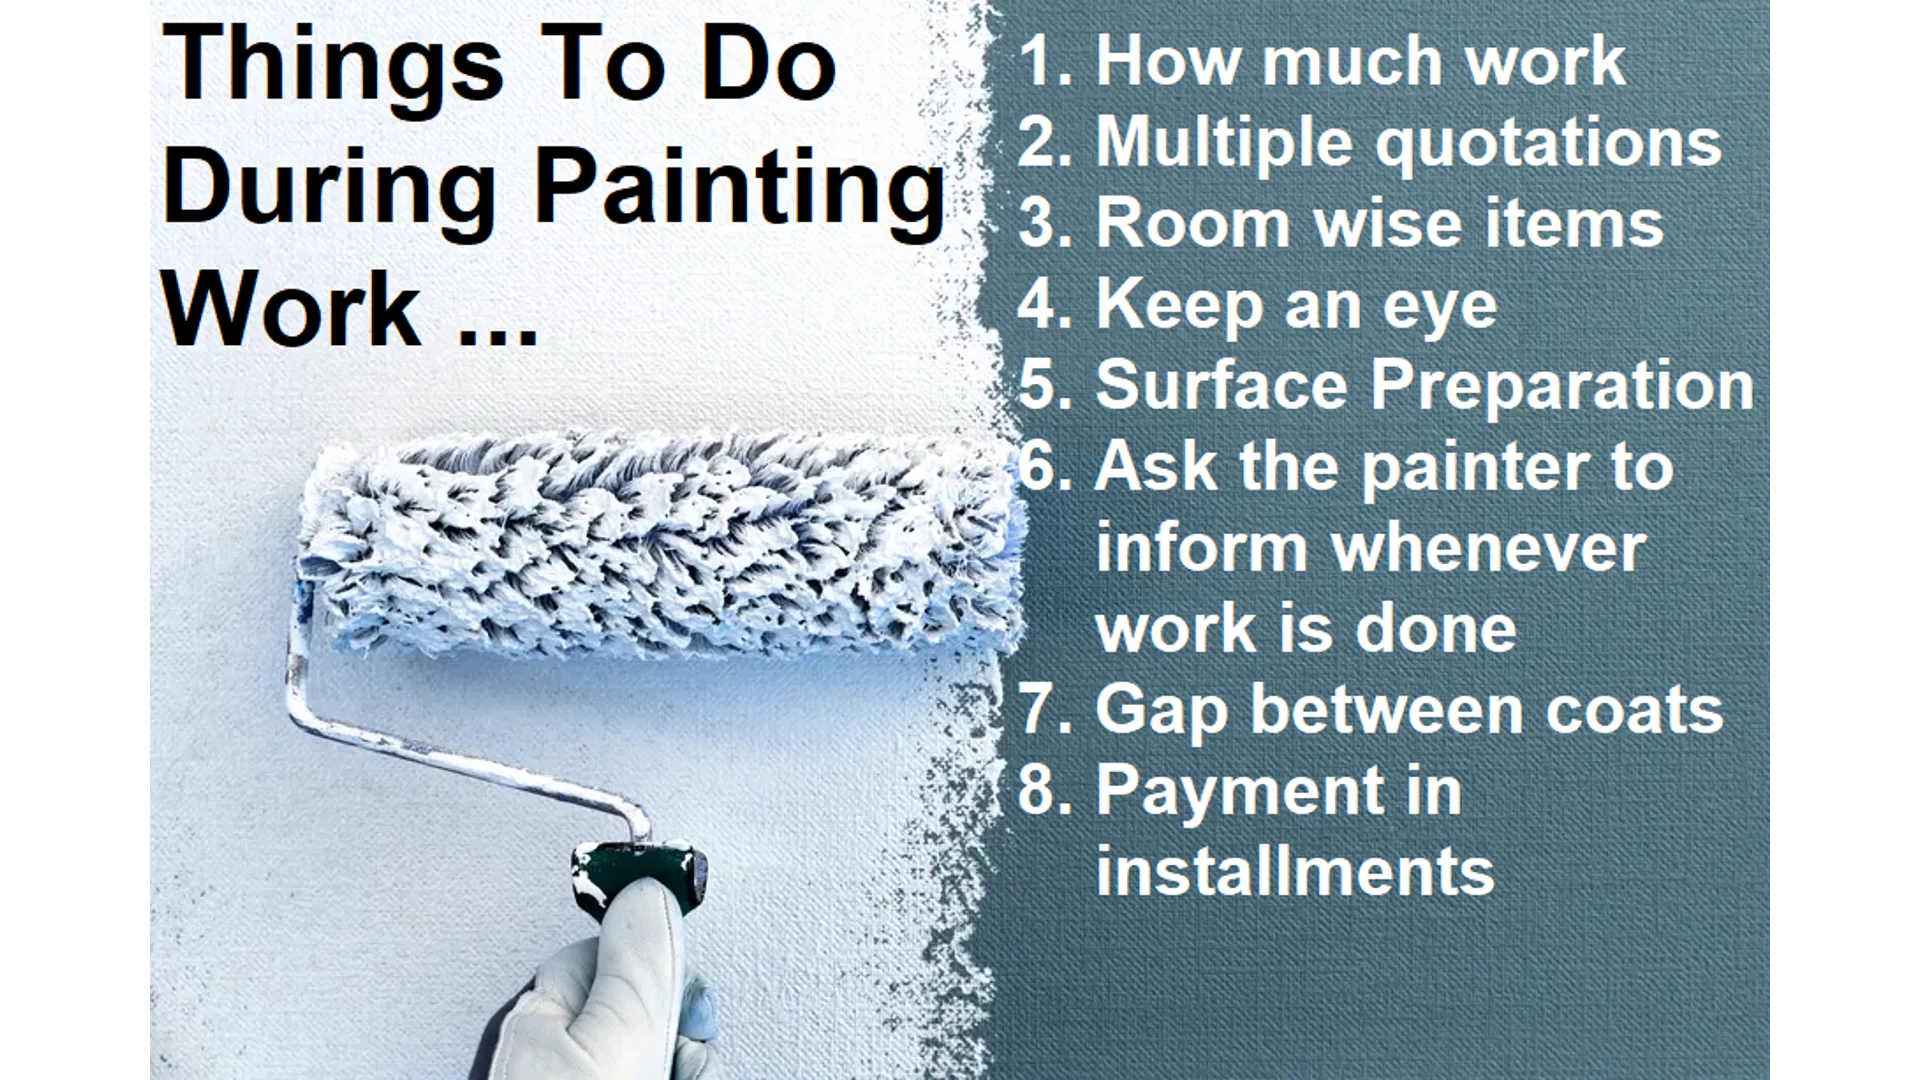 Things To Do
During Painting
Work ...
1. How much work
2. Multiple quotations
3. Room wise items
4. Keep an eye
5. Surface Preparation
6. Ask the painter to
inform whenever
work is done
7. Gap between coats
8. Payment in
installments